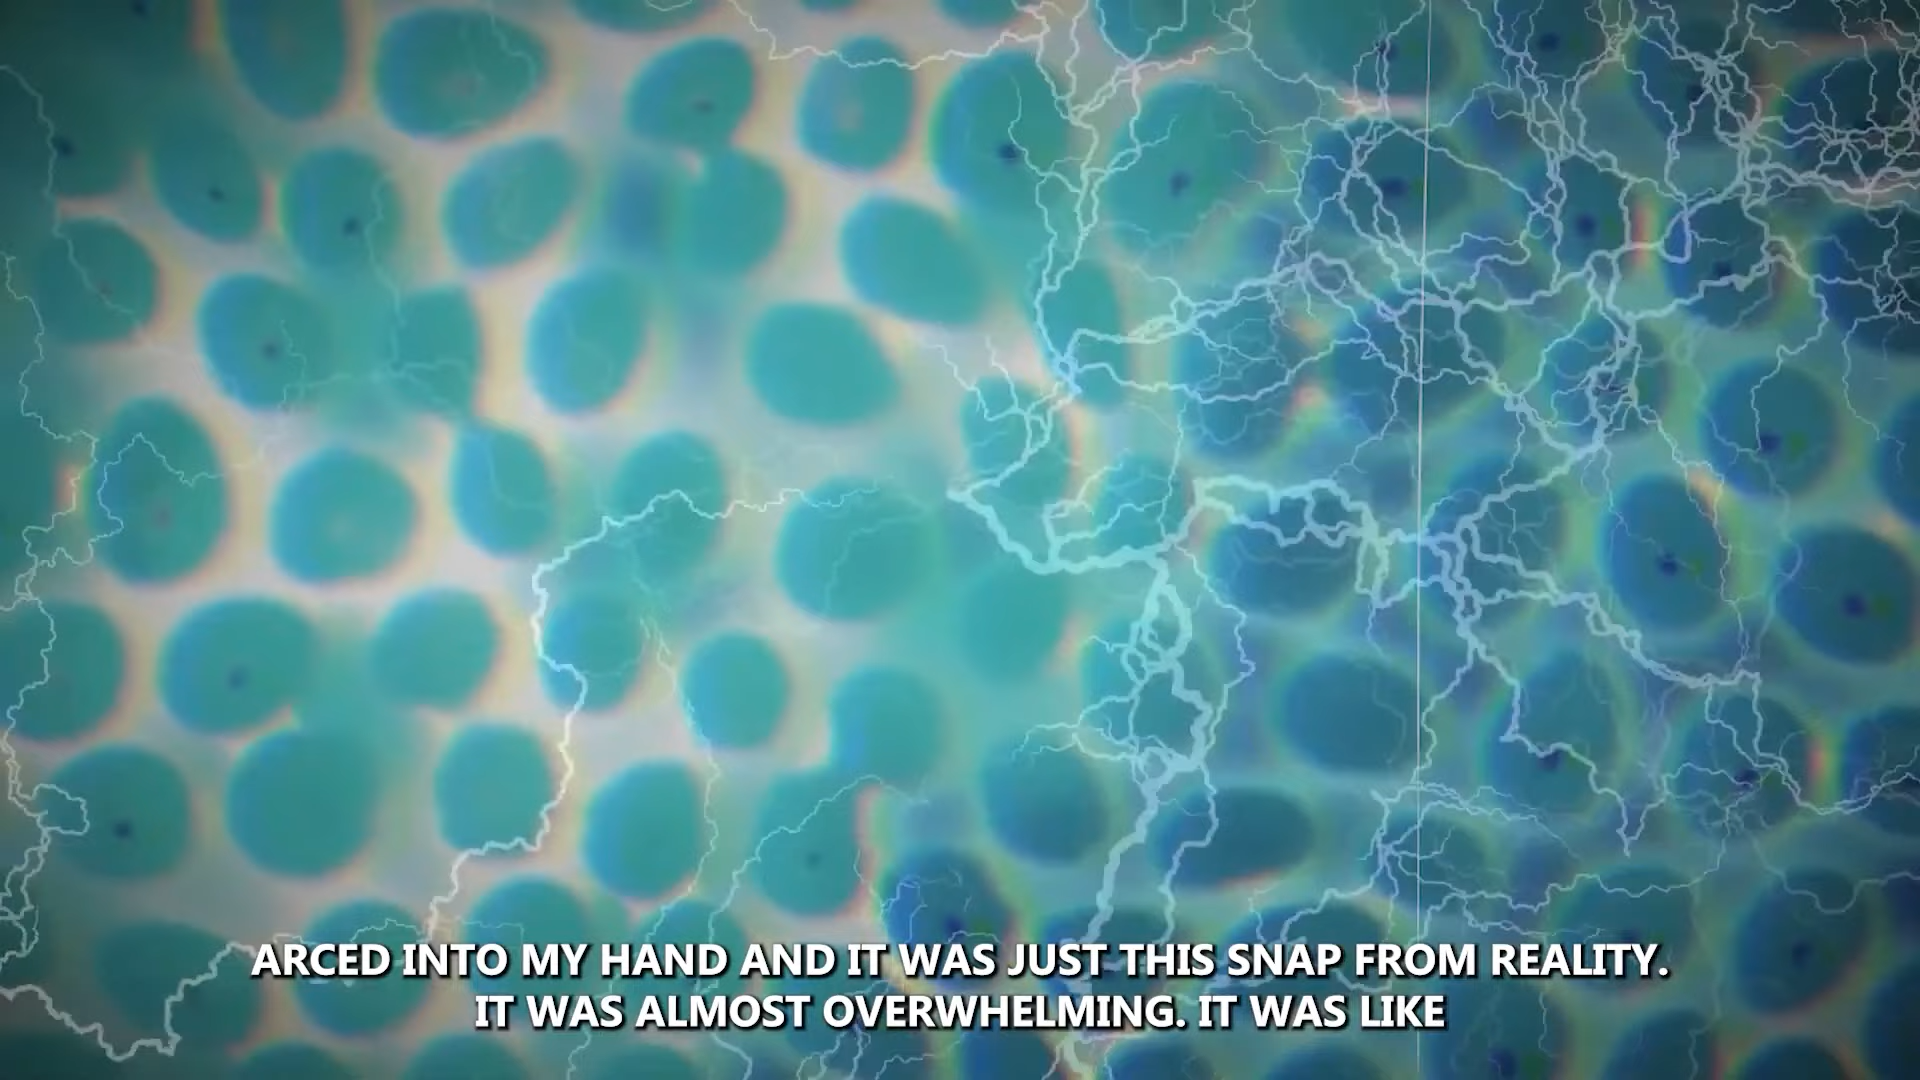 ARCED INTO MY HAND AND IT WAS JUST THIS SNAP FROM REALITY.
IT WAS ALMOST OVERWHELMING. IT WAS LIKE